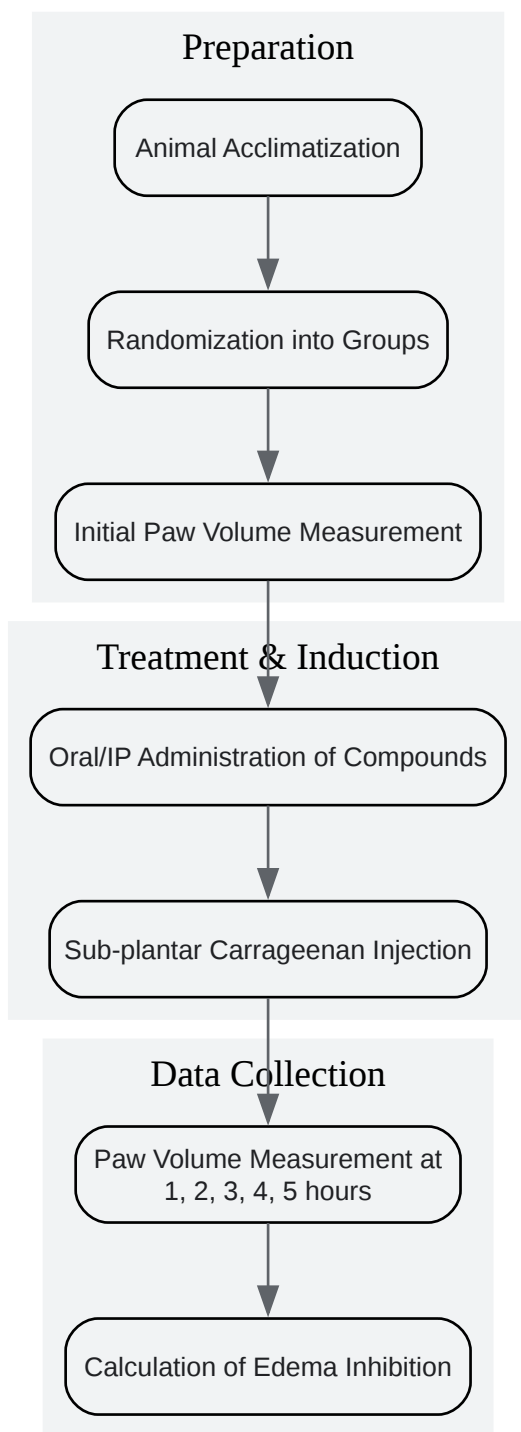 Preparation
Animal Acclimatization
Randomization into Groups
Initial Paw Volume Measurement
Treatment & Induction
Oral/IP Administration of Compounds
Sub-plantar Carrageenan Injection
Data Collection
Paw Volume Measurement at
1, 2, 3, 4, 5 hours
Calculation of Edema Inhibition